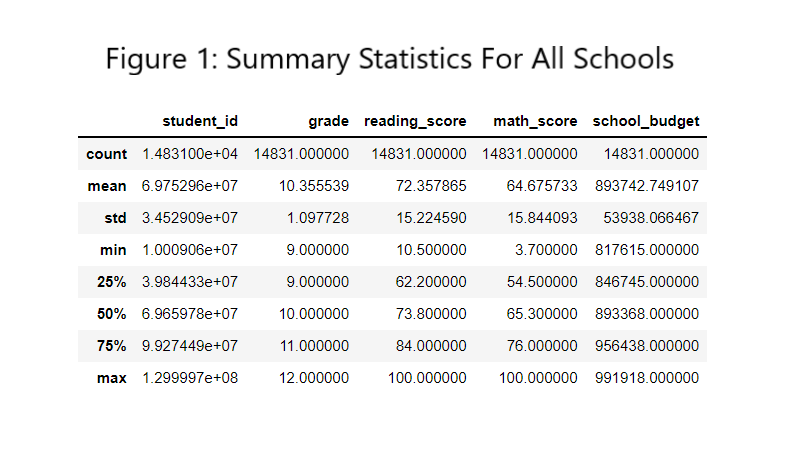 Figure 1: Summary Statistics For All Schools
student_id grade reading_score math_score school_budget
count 1.483100e+04 14831.000000 14831.000000 14831.000000 14831.000000
mean 6.975296e+07 10.355539 72.357865 64.675733 893742.749107
std 3.452909e+07 1.097728 15.224590 15.844093 53938.066467
min 1.000906e+07 9.000000 10.500000 3.700000 817615.000000
25% 3.984433e+07 9.000000 62.200000 54.500000 846745.000000
50% 6.965978e+07 10.000000 73.800000 65.300000 893368.000000
75% 9.927449e+07 11.000000 84.000000 76.000000 956438.000000
max 1.299997e+08 12.000000 100.000000 100.000000 991918.000000